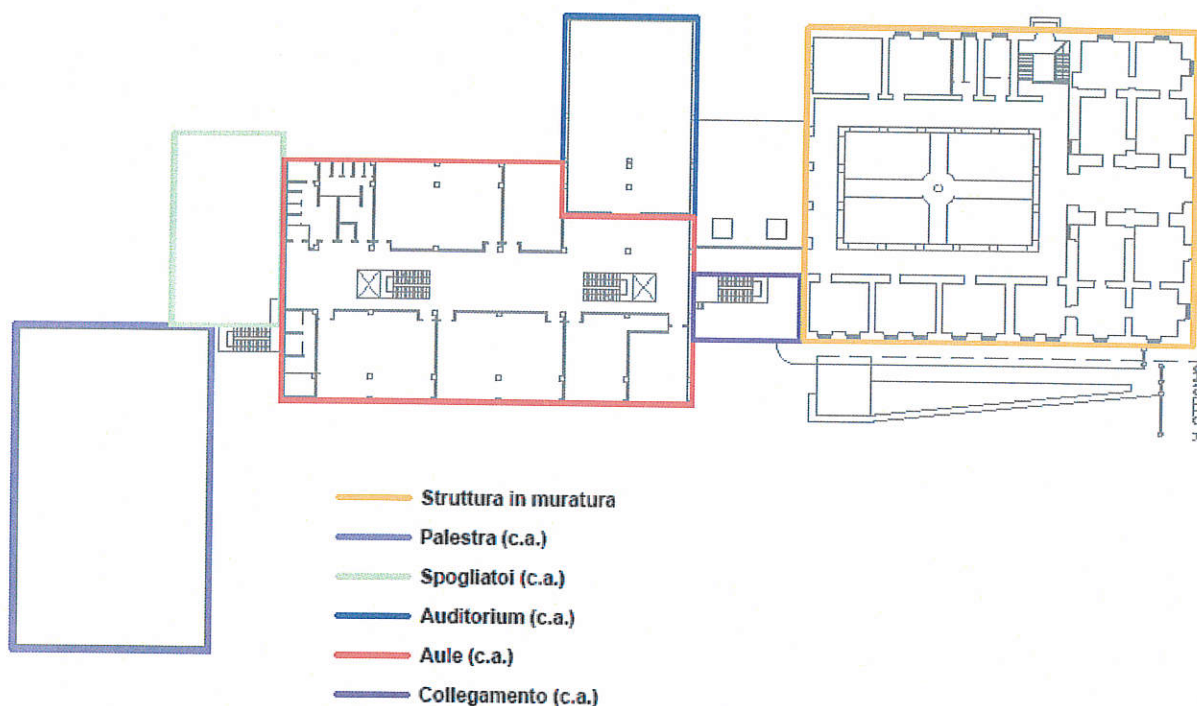 Struttura in muratura
Palestra (c.a.)
Spogliatoi (c.a.)
Auditorium (c.a.)
Aule (c.a.)
Collegamento (c.a.)